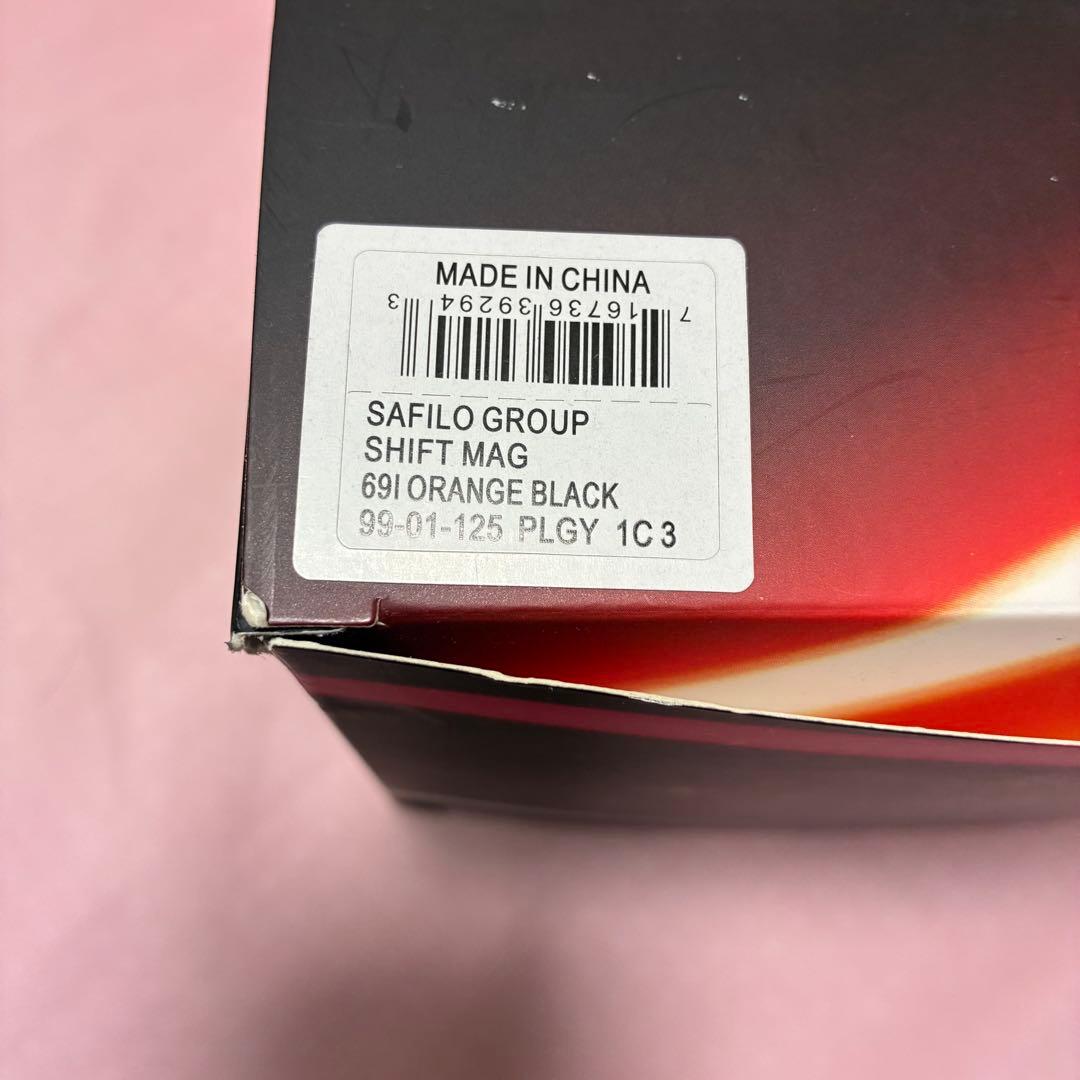 MADE IN CHINA
7 16736 39294 3
SAFILO GROUP
SHIFT MAG
69I ORANGE BLACK
99-01-125 PLGY 1C 3